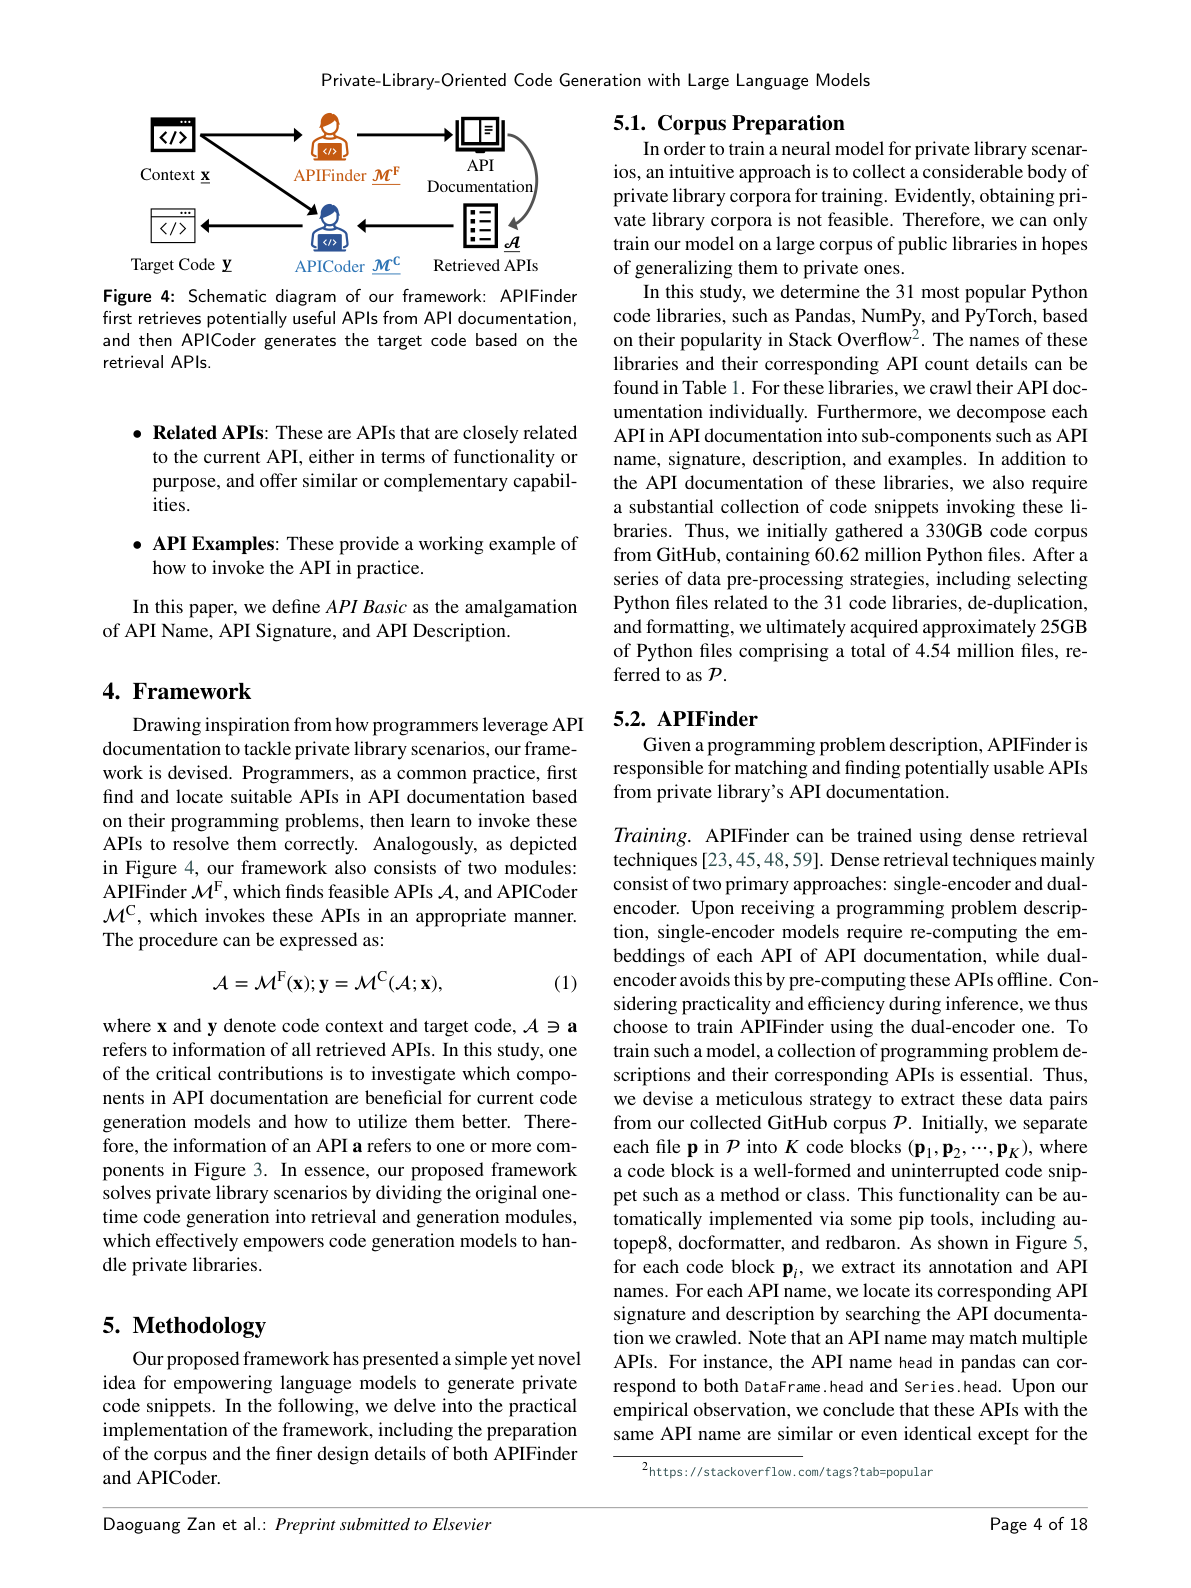 Private-Library-Oriented Code Generation with Large Language Models
Context x
APIFinder ℳF
API
Documentation
Target Code y
APICoder ℳC
𝒜
Retrieved APIs
Figure 4: Schematic diagram of our framework: APIFinder
first retrieves potentially useful APIs from API documentation,
and then APICoder generates the target code based on the
retrieval APIs.
• Related APIs: These are APIs that are closely related
to the current API, either in terms of functionality or
purpose, and offer similar or complementary capabil-
ities.
• API Examples: These provide a working example of
how to invoke the API in practice.
In this paper, we define API Basic as the amalgamation
of API Name, API Signature, and API Description.
4. Framework
Drawing inspiration from how programmers leverage API
documentation to tackle private library scenarios, our frame-
work is devised. Programmers, as a common practice, first
find and locate suitable APIs in API documentation based
on their programming problems, then learn to invoke these
APIs to resolve them correctly. Analogously, as depicted
in Figure 4, our framework also consists of two modules:
APIFinder ℳF, which finds feasible APIs 𝒜, and APICoder
ℳC, which invokes these APIs in an appropriate manner.
The procedure can be expressed as:
𝒜 = ℳF(x); y = ℳC(𝒜; x), (1)
where x and y denote code context and target code, 𝒜 ∋ a
refers to information of all retrieved APIs. In this study, one
of the critical contributions is to investigate which compo-
nents in API documentation are beneficial for current code
generation models and how to utilize them better. There-
fore, the information of an API a refers to one or more com-
ponents in Figure 3. In essence, our proposed framework
solves private library scenarios by dividing the original one-
time code generation into retrieval and generation modules,
which effectively empowers code generation models to han-
dle private libraries.
5. Methodology
Our proposed framework has presented a simple yet novel
idea for empowering language models to generate private
code snippets. In the following, we delve into the practical
implementation of the framework, including the preparation
of the corpus and the finer design details of both APIFinder
and APICoder.
5.1. Corpus Preparation
In order to train a neural model for private library scenar-
ios, an intuitive approach is to collect a considerable body of
private library corpora for training. Evidently, obtaining pri-
vate library corpora is not feasible. Therefore, we can only
train our model on a large corpus of public libraries in hopes
of generalizing them to private ones.
In this study, we determine the 31 most popular Python
code libraries, such as Pandas, NumPy, and PyTorch, based
on their popularity in Stack Overflow2. The names of these
libraries and their corresponding API count details can be
found in Table 1. For these libraries, we crawl their API doc-
umentation individually. Furthermore, we decompose each
API in API documentation into sub-components such as API
name, signature, description, and examples. In addition to
the API documentation of these libraries, we also require
a substantial collection of code snippets invoking these li-
braries. Thus, we initially gathered a 330GB code corpus
from GitHub, containing 60.62 million Python files. After a
series of data pre-processing strategies, including selecting
Python files related to the 31 code libraries, de-duplication,
and formatting, we ultimately acquired approximately 25GB
of Python files comprising a total of 4.54 million files, re-
ferred to as 𝒫.
5.2. APIFinder
Given a programming problem description, APIFinder is
responsible for matching and finding potentially usable APIs
from private library's API documentation.
Training. APIFinder can be trained using dense retrieval
techniques [23, 45, 48, 59]. Dense retrieval techniques mainly
consist of two primary approaches: single-encoder and dual-
encoder. Upon receiving a programming problem descrip-
tion, single-encoder models require re-computing the em-
beddings of each API of API documentation, while dual-
encoder avoids this by pre-computing these APIs offline. Con-
sidering practicality and efficiency during inference, we thus
choose to train APIFinder using the dual-encoder one. To
train such a model, a collection of programming problem de-
scriptions and their corresponding APIs is essential. Thus,
we devise a meticulous strategy to extract these data pairs
from our collected GitHub corpus 𝒫. Initially, we separate
each file p in 𝒫 into K code blocks (p1, p2, ⋯, pK), where
a code block is a well-formed and uninterrupted code snip-
pet such as a method or class. This functionality can be au-
tomatically implemented via some pip tools, including au-
topep8, docformatter, and redbaron. As shown in Figure 5,
for each code block pi, we extract its annotation and API
names. For each API name, we locate its corresponding API
signature and description by searching the API documenta-
tion we crawled. Note that an API name may match multiple
APIs. For instance, the API name head in pandas can cor-
respond to both DataFrame.head and Series.head. Upon our
empirical observation, we conclude that these APIs with the
same API name are similar or even identical except for the
2https://stackoverflow.com/tags?tab=popular
Daoguang Zan et al.: Preprint submitted to Elsevier
Page 4 of 18